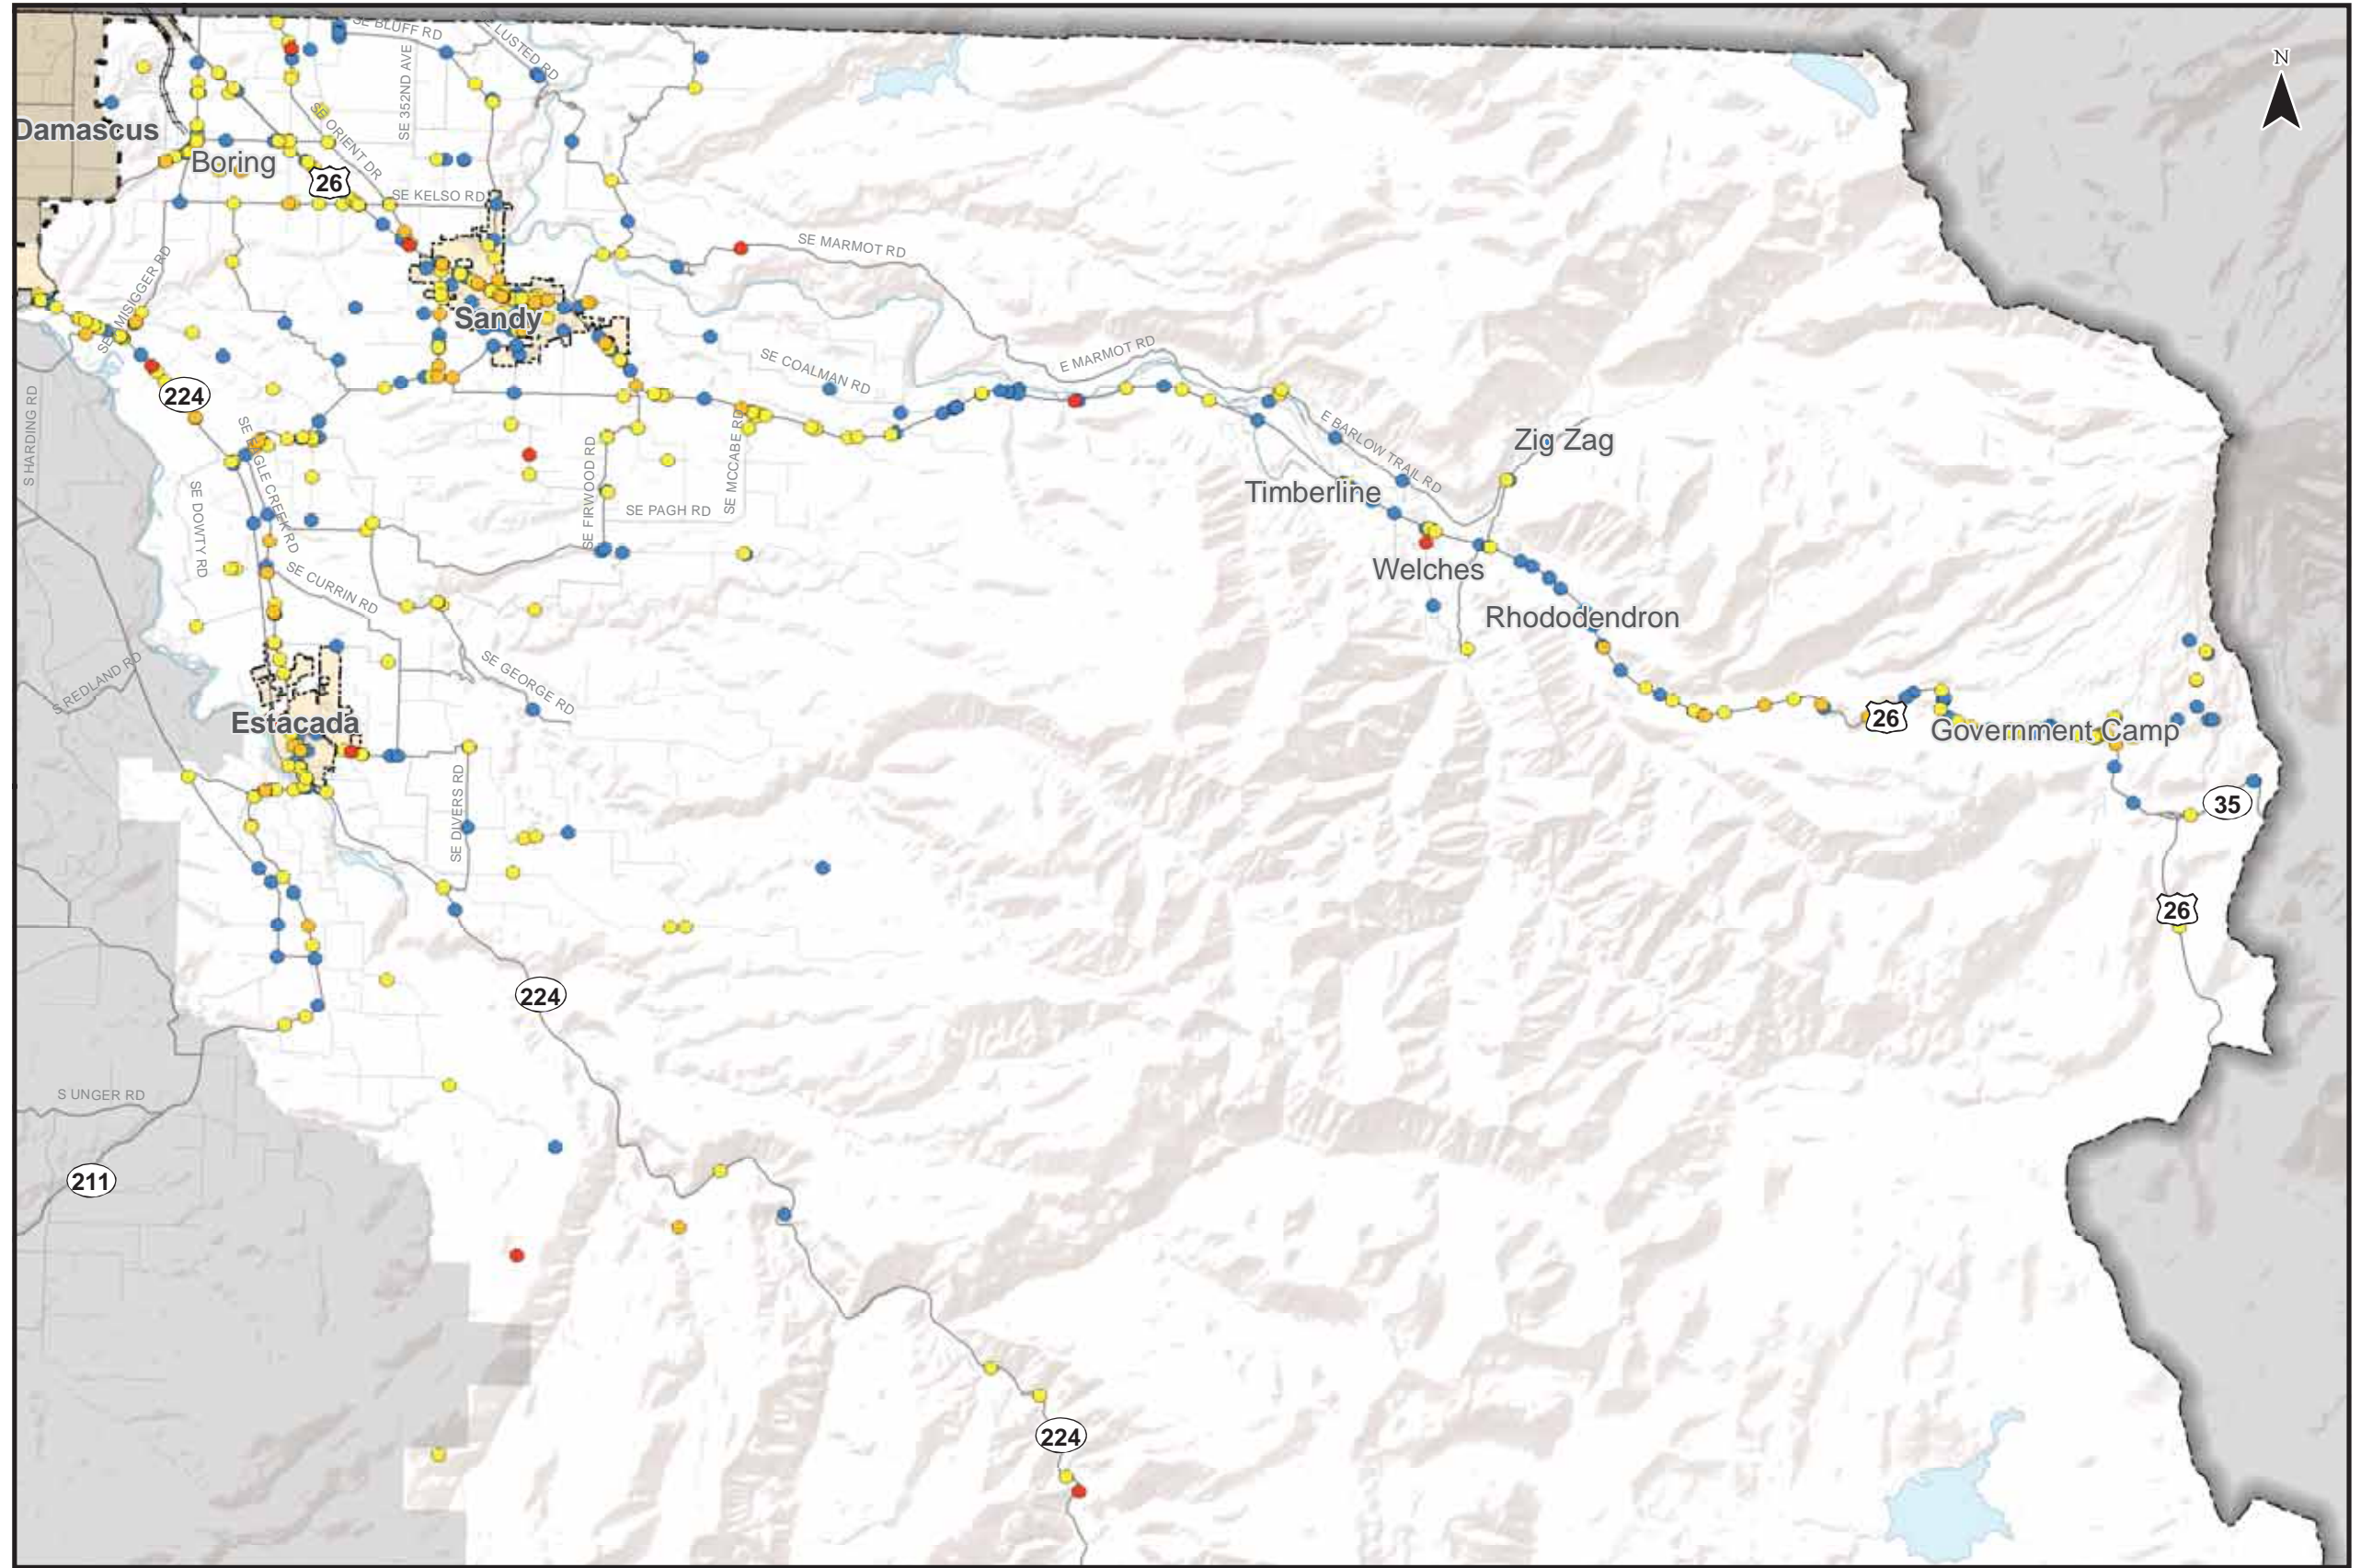 SE BLUFF RD
LUSTED RD
N
SE 352ND AVE
Damascus
SE ORIENT DR
Boring
26
SE KELSO RD
SE MARMOT RD
MISIGGER RD
Sandy
E MARMOT RD
SE COALMAN RD
224
S HARDING RD
E BARLOW TRAIL RD
Zig Zag
SE FIRWOOD RD
SE MCCABE RD
Timberline
SE DOWTY RD
GLE CREEK RD
SE PAGH RD
Welches
SE CURRIN RD
Rhododendron
S REDLAND RD
SE GEORGE RD
Estacada
26
Government Camp
SE DIVERS RD
35
26
224
S UNGER RD
211
224